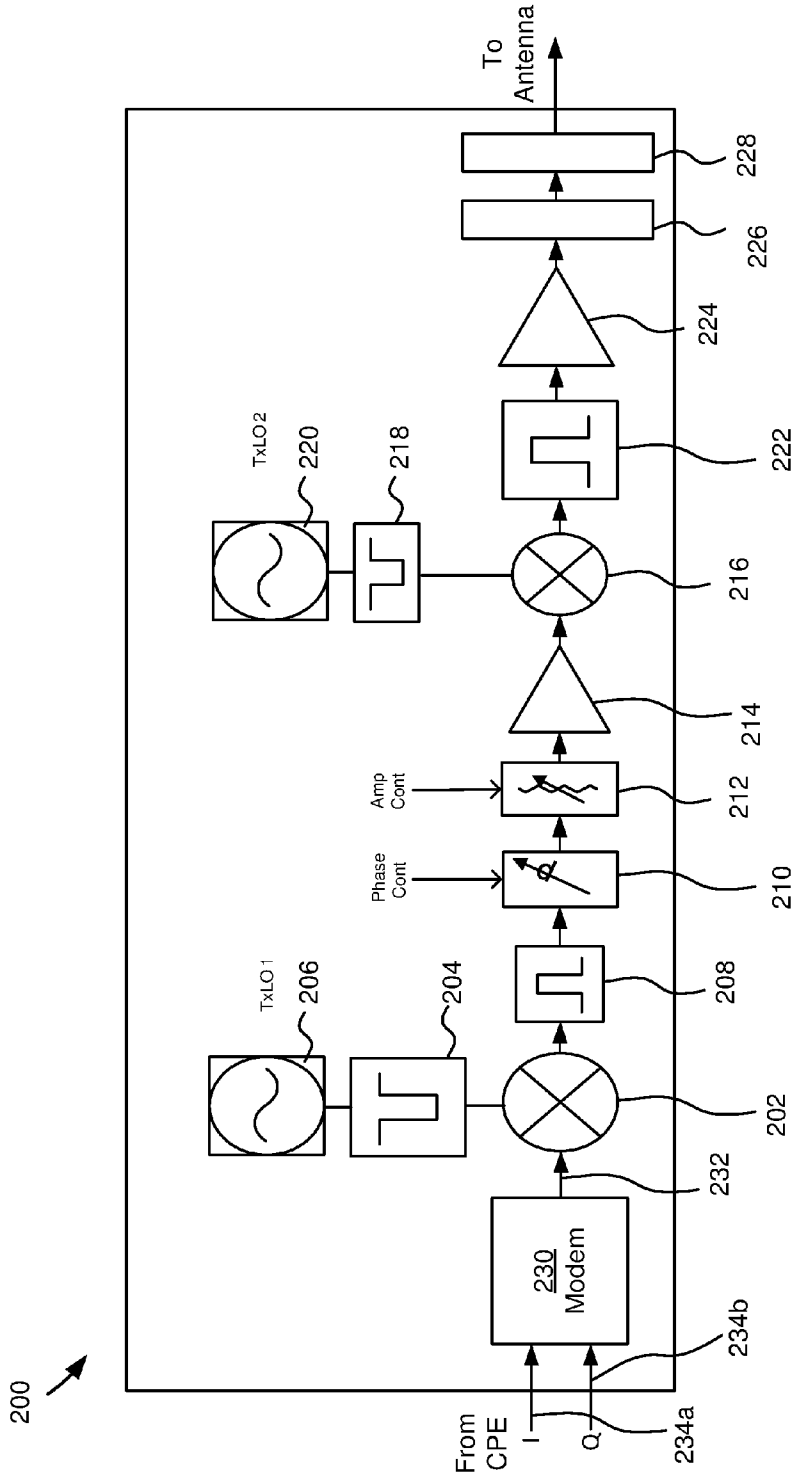 200
TxLO1
206
TxLO2
220
204
218
Phase
Cont
Amp
Cont
To
Antenna
From
CPE
I
Q
230
Modem
234a
234b
232
202
208
210
212
214
216
222
224
226
228